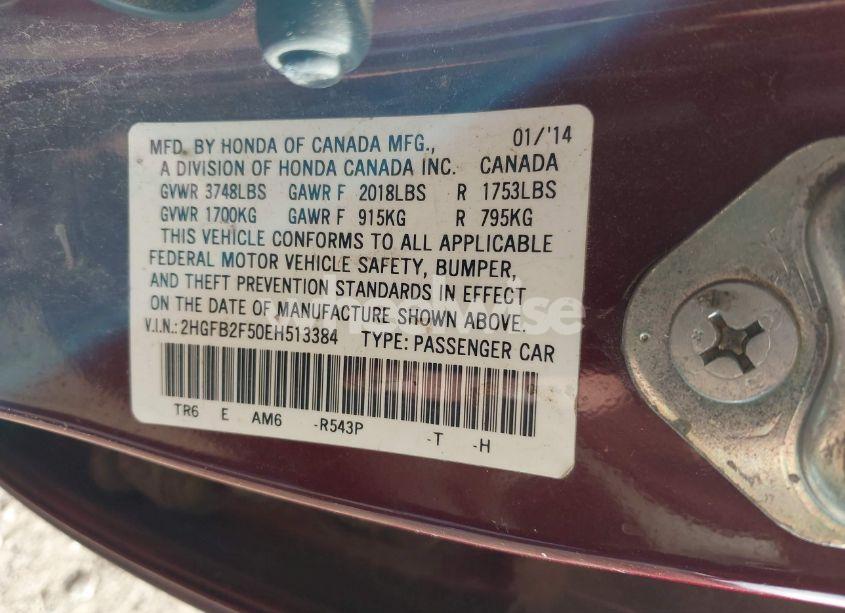 MFD. BY HONDA OF CANADA MFG., 01/'14
A DIVISION OF HONDA CANADA INC. CANADA
GVWR 3748LBS GAWR F 2018LBS R 1753LBS
GVWR 1700KG GAWR F 915KG R 795KG
THIS VEHICLE CONFORMS TO ALL APPLICABLE
FEDERAL MOTOR VEHICLE SAFETY, BUMPER,
AND THEFT PREVENTION STANDARDS IN EFFECT
ON THE DATE OF MANUFACTURE SHOWN ABOVE.
V.I.N.: 2HGFB2F50EH513384 TYPE: PASSENGER CAR
TR6 E AM6 -R543P -T -H